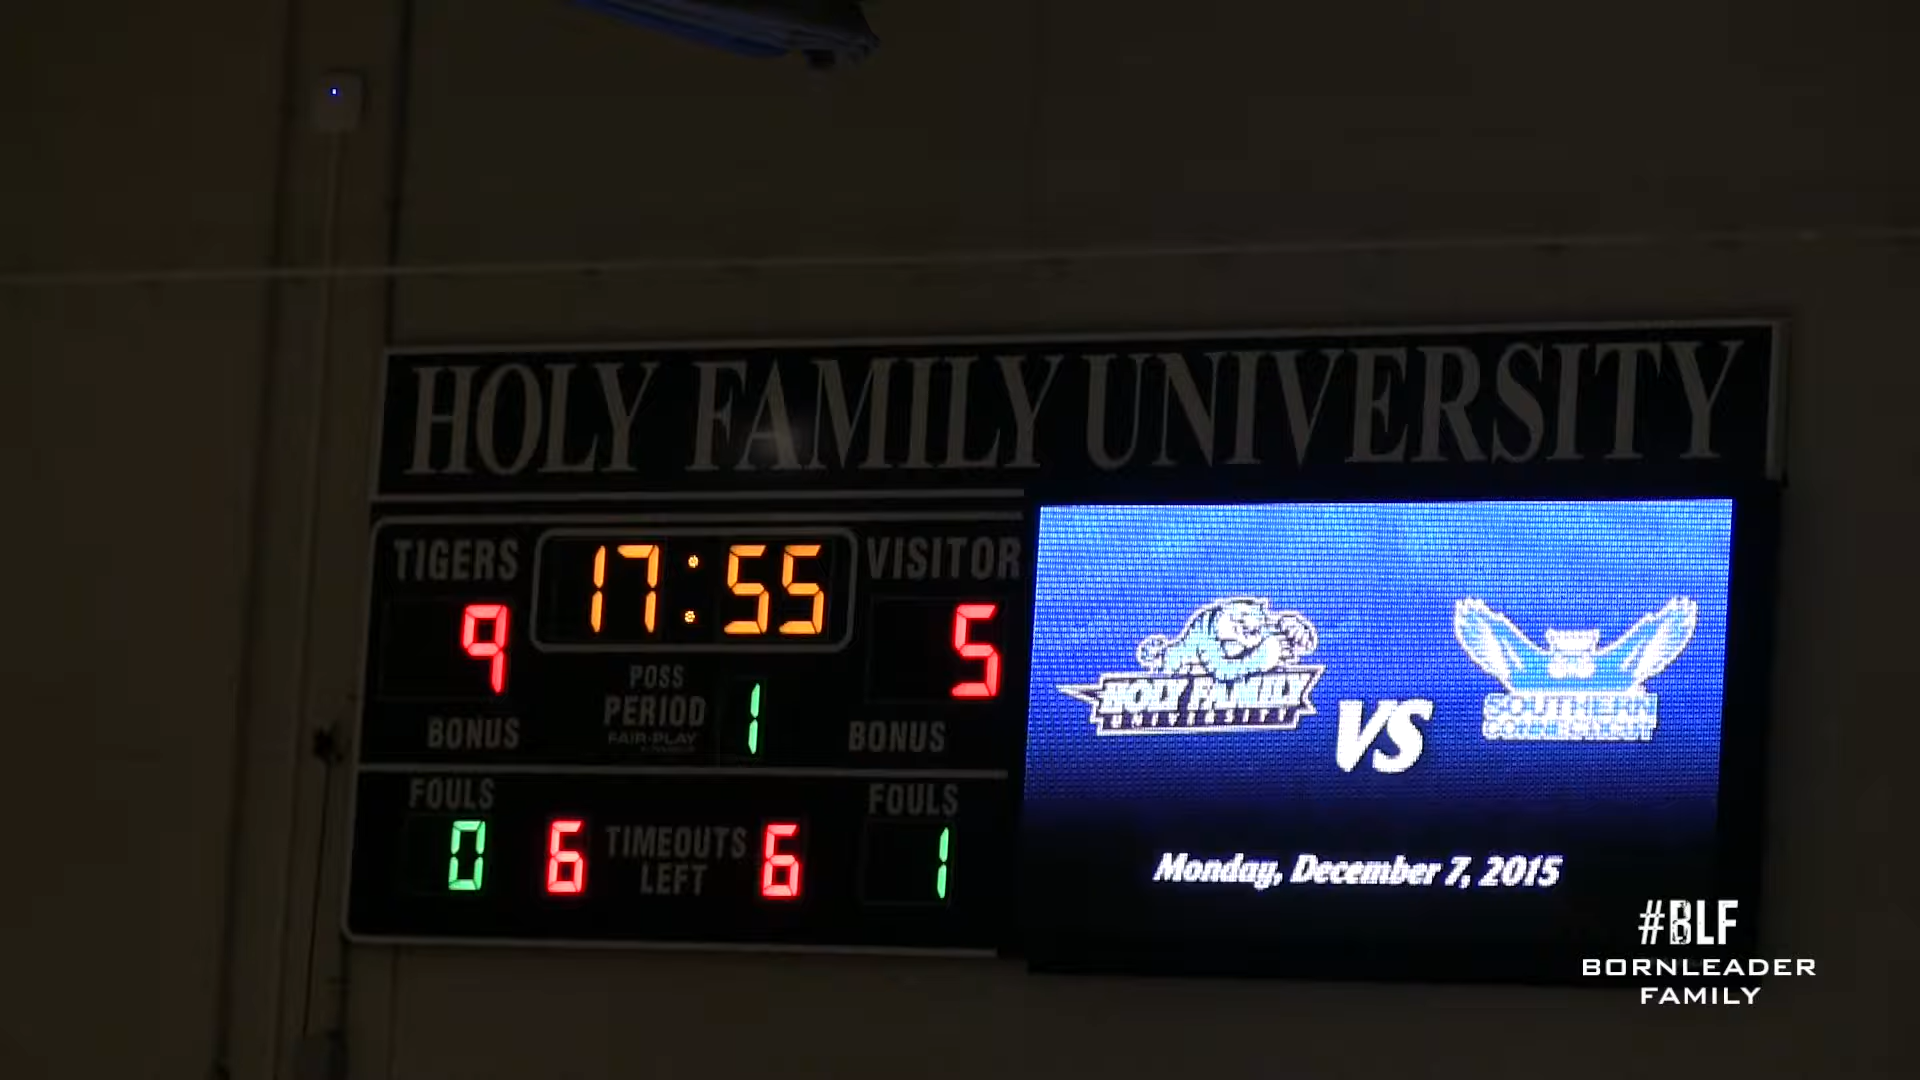 HOLY FAMILY UNIVERSITY
TIGERS
17:55
VISITOR
9
5
POSS
PERIOD
1
FAIR-PLAY
BONUS
BONUS
FOULS
FOULS
0
6
TIMEOUTS
LEFT
6
1
HOLY FAMILY
UNIVERSITY
VS
SOUTHERN
CONNECTICUT
Monday, December 7, 2015
#BLF
BORNLEADER
FAMILY